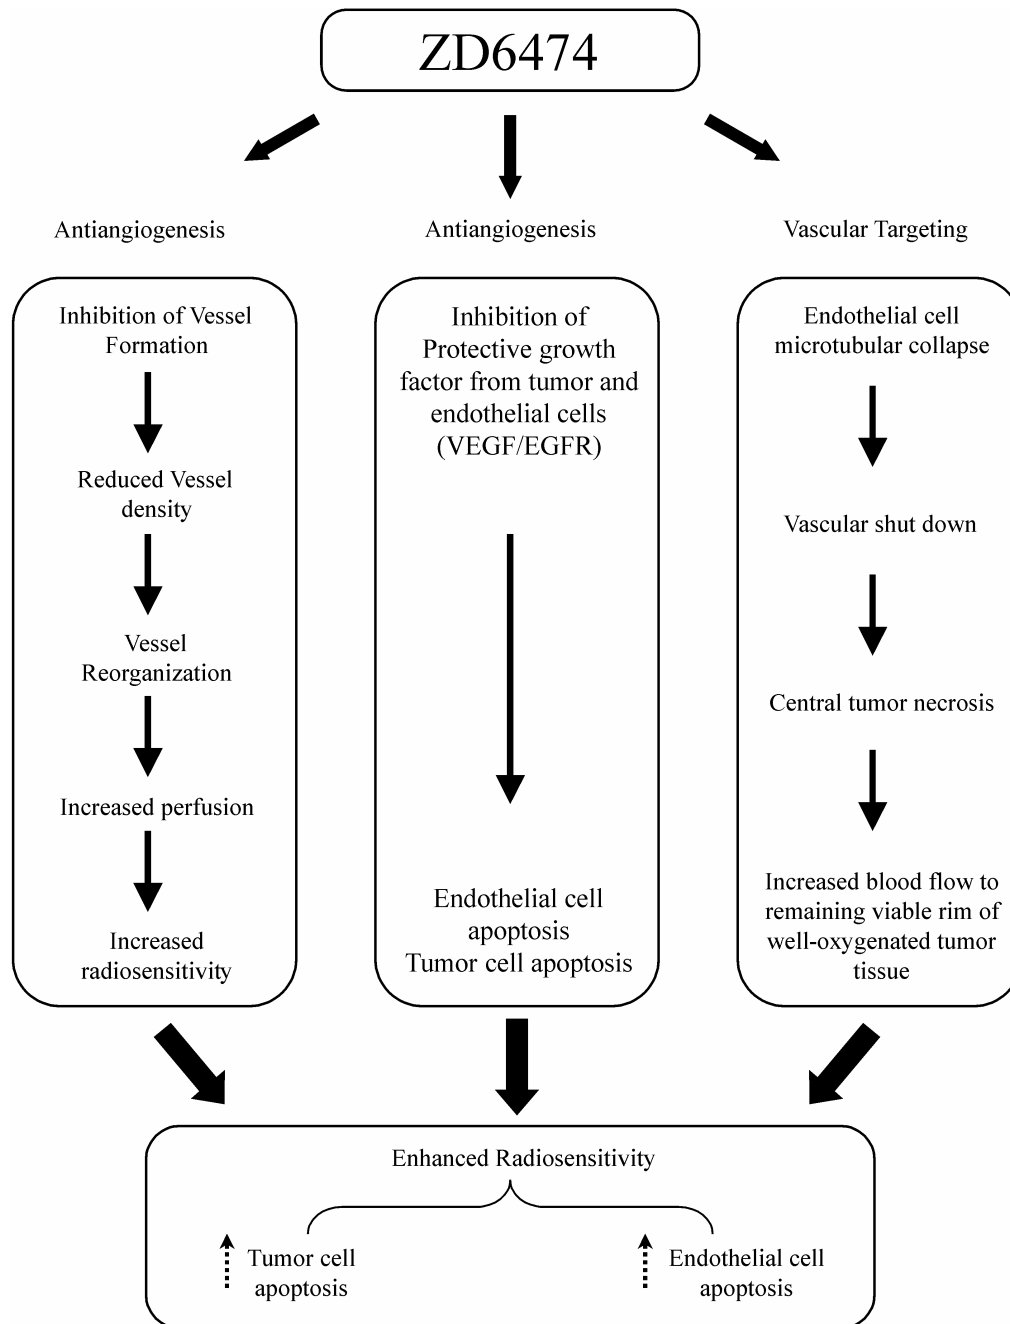 ZD6474
Antiangiogenesis
Inhibition of Vessel
Formation
Reduced Vessel
density
Vessel
Reorganization
Increased perfusion
Increased
radiosensitivity
Antiangiogenesis
Inhibition of
Protective growth
factor from tumor and
endothelial cells
(VEGF/EGFR)
Endothelial cell
apoptosis
Tumor cell apoptosis
Vascular Targeting
Endothelial cell
microtubular collapse
Vascular shut down
Central tumor necrosis
Increased blood flow to
remaining viable rim of
well-oxygenated tumor
tissue
Enhanced Radiosensitivity
Tumor cell
apoptosis
Endothelial cell
apoptosis